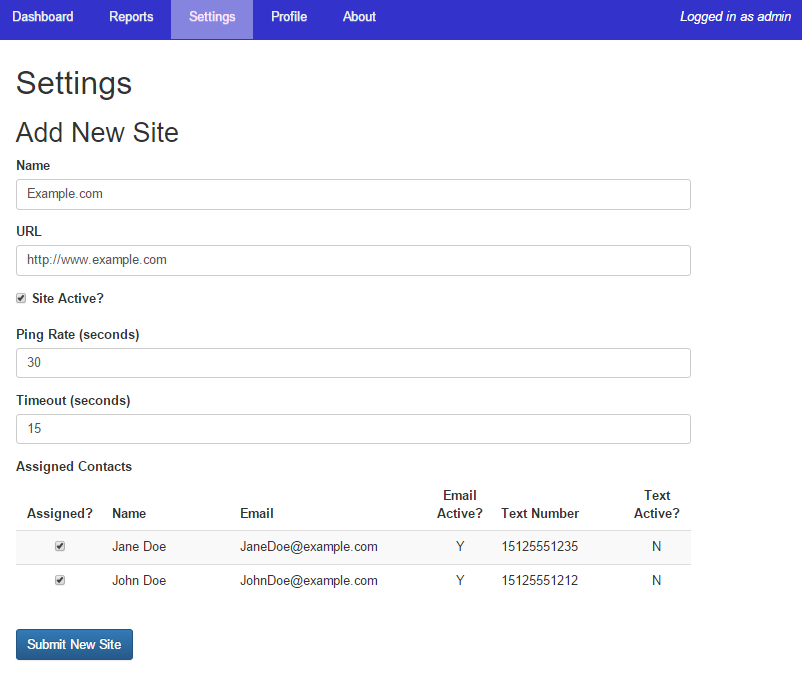 Dashboard Reports Settings Profile About Logged in as admin
Settings
Add New Site
Name
Example.com
URL
http://www.example.com
Site Active?
Ping Rate (seconds)
30
Timeout (seconds)
15
Assigned Contacts
Assigned? Name Email Email Active? Text Number Text Active?
Jane Doe JaneDoe@example.com Y 15125551235 N
John Doe JohnDoe@example.com Y 15125551212 N
Submit New Site